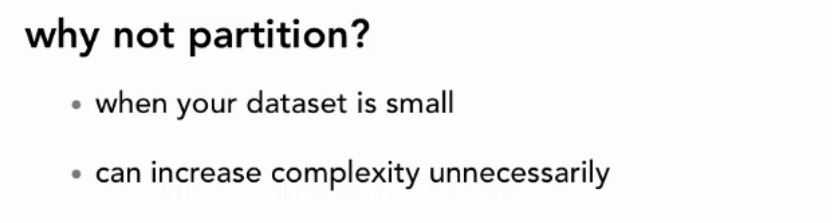 why not partition?
• when your dataset is small
• can increase complexity unnecessarily